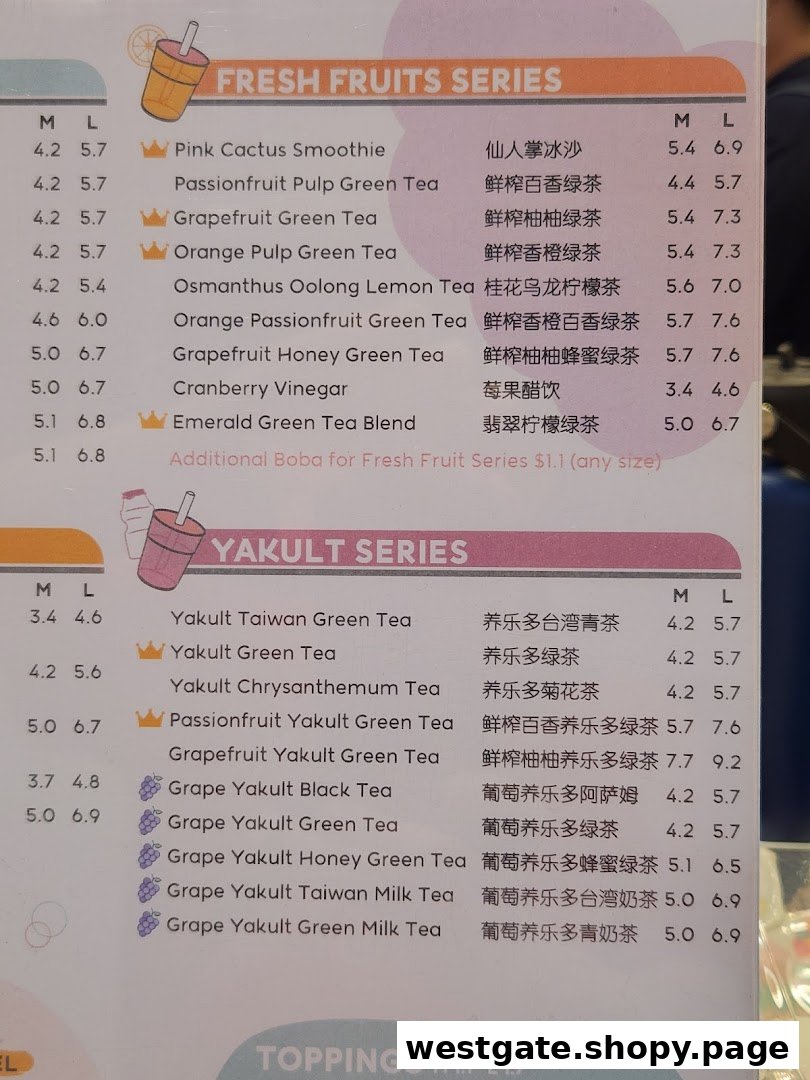 M L
4.2 5.7
4.2 5.7
4.2 5.7
4.2 5.7
4.2 5.4
4.6 6.0
5.0 6.7
5.0 6.7
5.1 6.8
5.1 6.8
M L
3.4 4.6
4.2 5.6
5.0 6.7
3.7 4.8
5.0 6.9
EL
FRESH FRUITS SERIES
M L
Pink Cactus Smoothie 仙人掌冰沙 5.4 6.9
Passionfruit Pulp Green Tea 鲜榨百香绿茶 4.4 5.7
Grapefruit Green Tea 鲜榨柚柚绿茶 5.4 7.3
Orange Pulp Green Tea 鲜榨香橙绿茶 5.4 7.3
Osmanthus Oolong Lemon Tea 桂花乌龙柠檬茶 5.6 7.0
Orange Passionfruit Green Tea 鲜榨香橙百香绿茶 5.7 7.6
Grapefruit Honey Green Tea 鲜榨柚柚蜂蜜绿茶 5.7 7.6
Cranberry Vinegar 莓果醋饮 3.4 4.6
Emerald Green Tea Blend 翡翠柠檬绿茶 5.0 6.7
Additional Boba for Fresh Fruit Series $1.1 (any size)
YAKULT SERIES
M L
Yakult Taiwan Green Tea 养乐多台湾青茶 4.2 5.7
Yakult Green Tea 养乐多绿茶 4.2 5.7
Yakult Chrysanthemum Tea 养乐多菊花茶 4.2 5.7
Passionfruit Yakult Green Tea 鲜榨百香养乐多绿茶 5.7 7.6
Grapefruit Yakult Green Tea 鲜榨柚柚养乐多绿茶 7.7 9.2
Grape Yakult Black Tea 葡萄养乐多阿萨姆 4.2 5.7
Grape Yakult Green Tea 葡萄养乐多绿茶 4.2 5.7
Grape Yakult Honey Green Tea 葡萄养乐多蜂蜜绿茶 5.1 6.5
Grape Yakult Taiwan Milk Tea 葡萄养乐多台湾奶茶 5.0 6.9
Grape Yakult Green Milk Tea 葡萄养乐多青奶茶 5.0 6.9
TOPPINGS
westgate.shopy.page